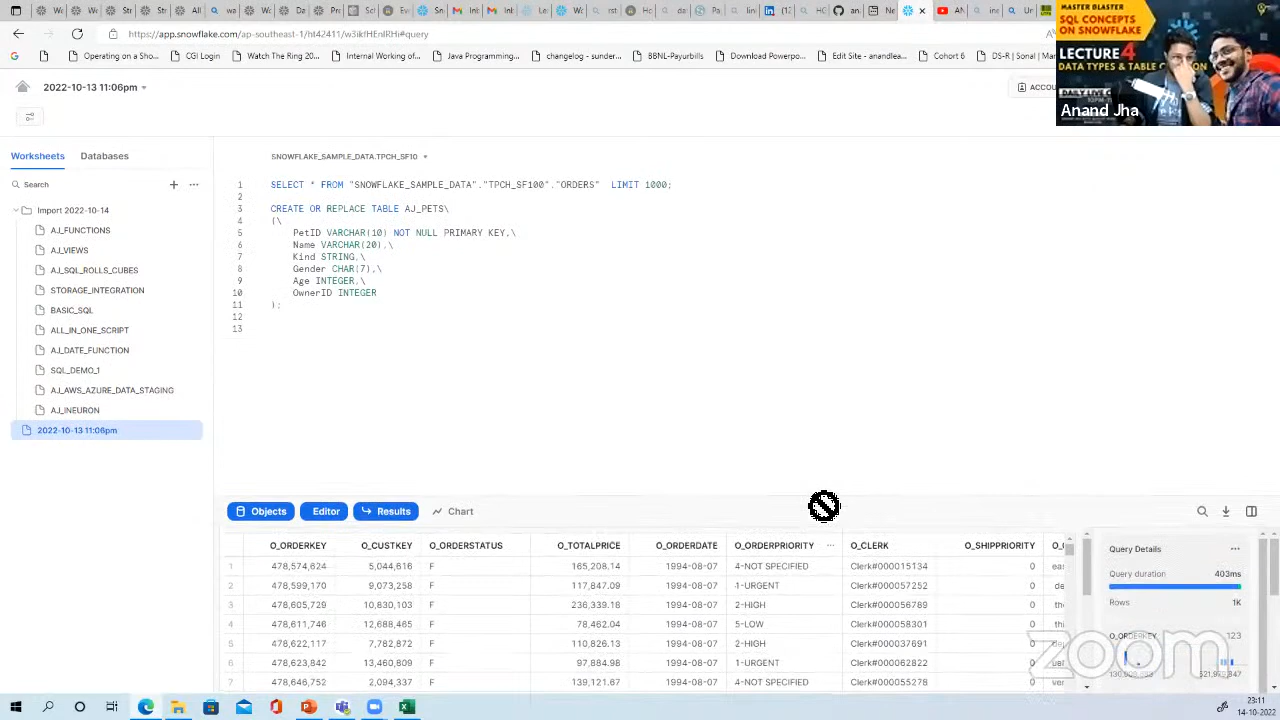 https://app.snowflake.com/ap-southeast-1/ht42411/w3ikfHEnlRHi#query
Operating on a Sho...
CGI Login
Watch The Ring 200...
changelog - sunder...
BBNL-Payurbills
Download Powero...
Edit Site - anandlea...
Cohort 6
DS-R | Sonal | Mar...
2022-10-13 11:06pm
ACCOU
MASTER BLASTER
SQL CONCEPTS
ON SNOWFLAKE
LECTURE 4
DATA TYPES & TABLE
Anand Jha
Worksheets
Databases
SNOWFLAKE_SAMPLE_DATA.TPCH_SF10
Search
Import 2022-10-14
AJ_FUNCTIONS
AJ_VIEWS
AJ_SQL_ROLLS_CUBES
STORAGE_INTEGRATION
BASIC_SQL
ALL_IN_ONE_SCRIPT
AJ_DATE_FUNCTION
SQL_DEMO_1
AJ_AWS_AZURE_DATA_STAGING
AJ_INEURON
2022-10-13 11:06pm
1 SELECT * FROM "SNOWFLAKE_SAMPLE_DATA"."TPCH_SF100"."ORDERS" LIMIT 1000;
2
3 CREATE OR REPLACE TABLE AJ_PETS\
4 (\
5 PetID VARCHAR(10) NOT NULL PRIMARY KEY,\
6 Name VARCHAR(20),\
7 Kind STRING,\
8 Gender CHAR(7),\
9 Age INTEGER,\
10 OwnerID INTEGER
11 );
12
13
Objects Editor Results Chart
O_ORDERKEY O_CUSTKEY O_ORDERSTATUS O_TOTALPRICE O_ORDERDATE O_ORDERPRIORITY ... O_CLERK O_SHIPPRIORITY
1 478,574,624 5,044,616 F 165,208.14 1994-08-07 4-NOT SPECIFIED Clerk#000015134 0
2 478,599,170 9,073,258 F 117,847.09 1994-08-07 1-URGENT Clerk#000057252 0
3 478,605,729 10,830,103 F 236,339.18 1994-08-07 2-HIGH Clerk#000056789 0
4 478,611,746 12,688,465 F 78,462.04 1994-08-07 5-LOW Clerk#000058301 0
5 478,622,117 7,782,872 F 110,826.13 1994-08-07 2-HIGH Clerk#000037691 0
6 478,623,842 13,460,809 F 97,884.98 1994-08-07 1-URGENT Clerk#000062822 0
7 478,646,752 2,094,337 F 139,121.67 1994-08-07 4-NOT SPECIFIED Clerk#000055278 0
Query Details ...
Query duration 403ms
Rows 1K
O_ORDERKEY 123
zoom
23:11
14-10-2022